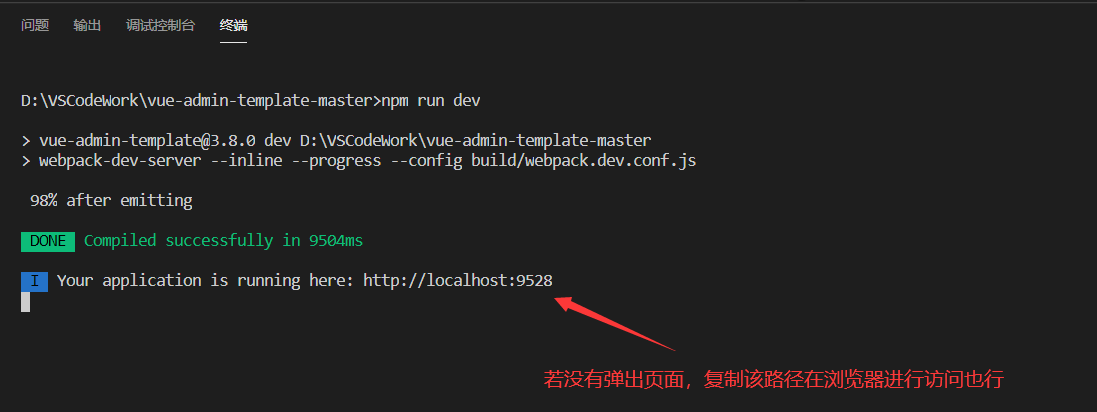 问题 输出 调试控制台 终端
D:\VSCodeWork\vue-admin-template-master>npm run dev
> vue-admin-template@3.8.0 dev D:\VSCodeWork\vue-admin-template-master
> webpack-dev-server --inline --progress --config build/webpack.dev.conf.js
98% after emitting
DONE Compiled successfully in 9504ms
I Your application is running here: http://localhost:9528
若没有弹出页面，复制该路径在浏览器进行访问也行